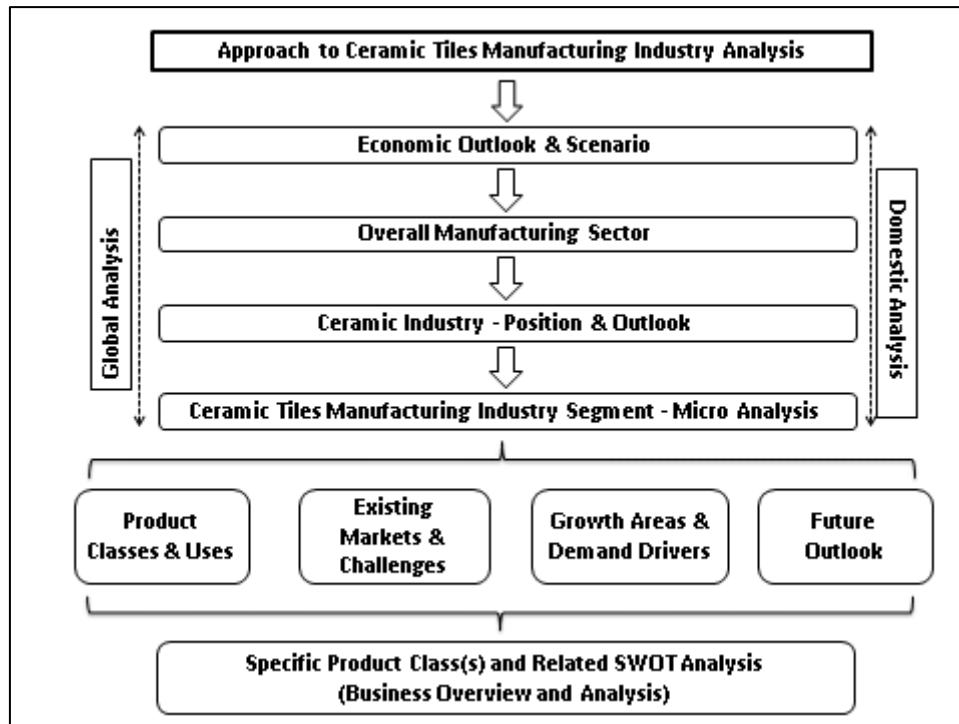 Approach to Ceramic Tiles Manufacturing Industry Analysis
Economic Outlook & Scenario
Global Analysis
Domestic Analysis
Overall Manufacturing Sector
Ceramic Industry - Position & Outlook
Ceramic Tiles Manufacturing Industry Segment - Micro Analysis
Product
Classes & Uses
Existing
Markets &
Challenges
Growth Areas &
Demand Drivers
Future
Outlook
Specific Product Class(s) and Related SWOT Analysis
(Business Overview and Analysis)